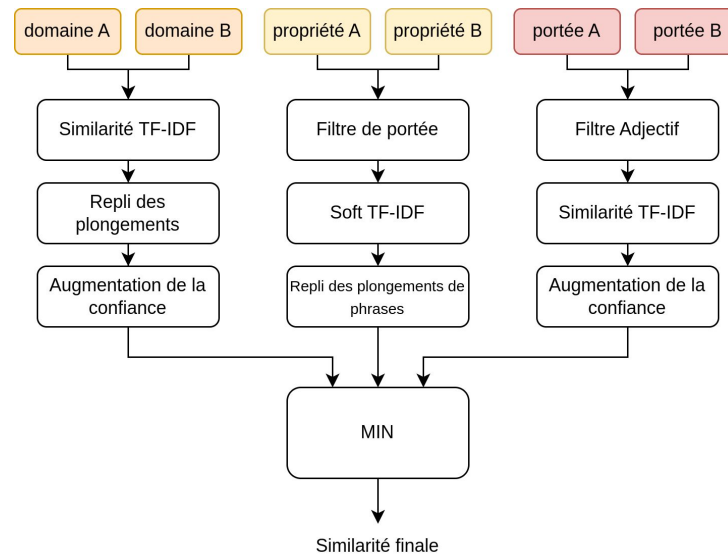 domaine A
domaine B
propriété A
propriété B
portée A
portée B
Similarité TF-IDF
Filtre de portée
Filtre Adjectif
Repli des
plongements
Soft TF-IDF
Similarité TF-IDF
Augmentation de la
confiance
Repli des plongements de
phrases
Augmentation de la
confiance
MIN
Similarité finale